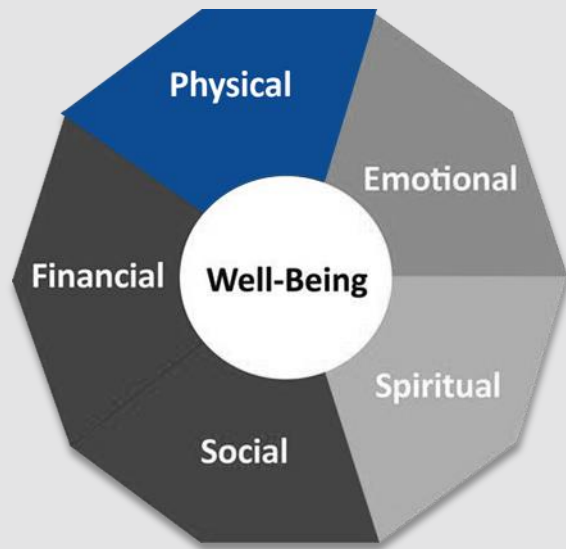 Physical
Emotional
Financial
Well-Being
Spiritual
Social